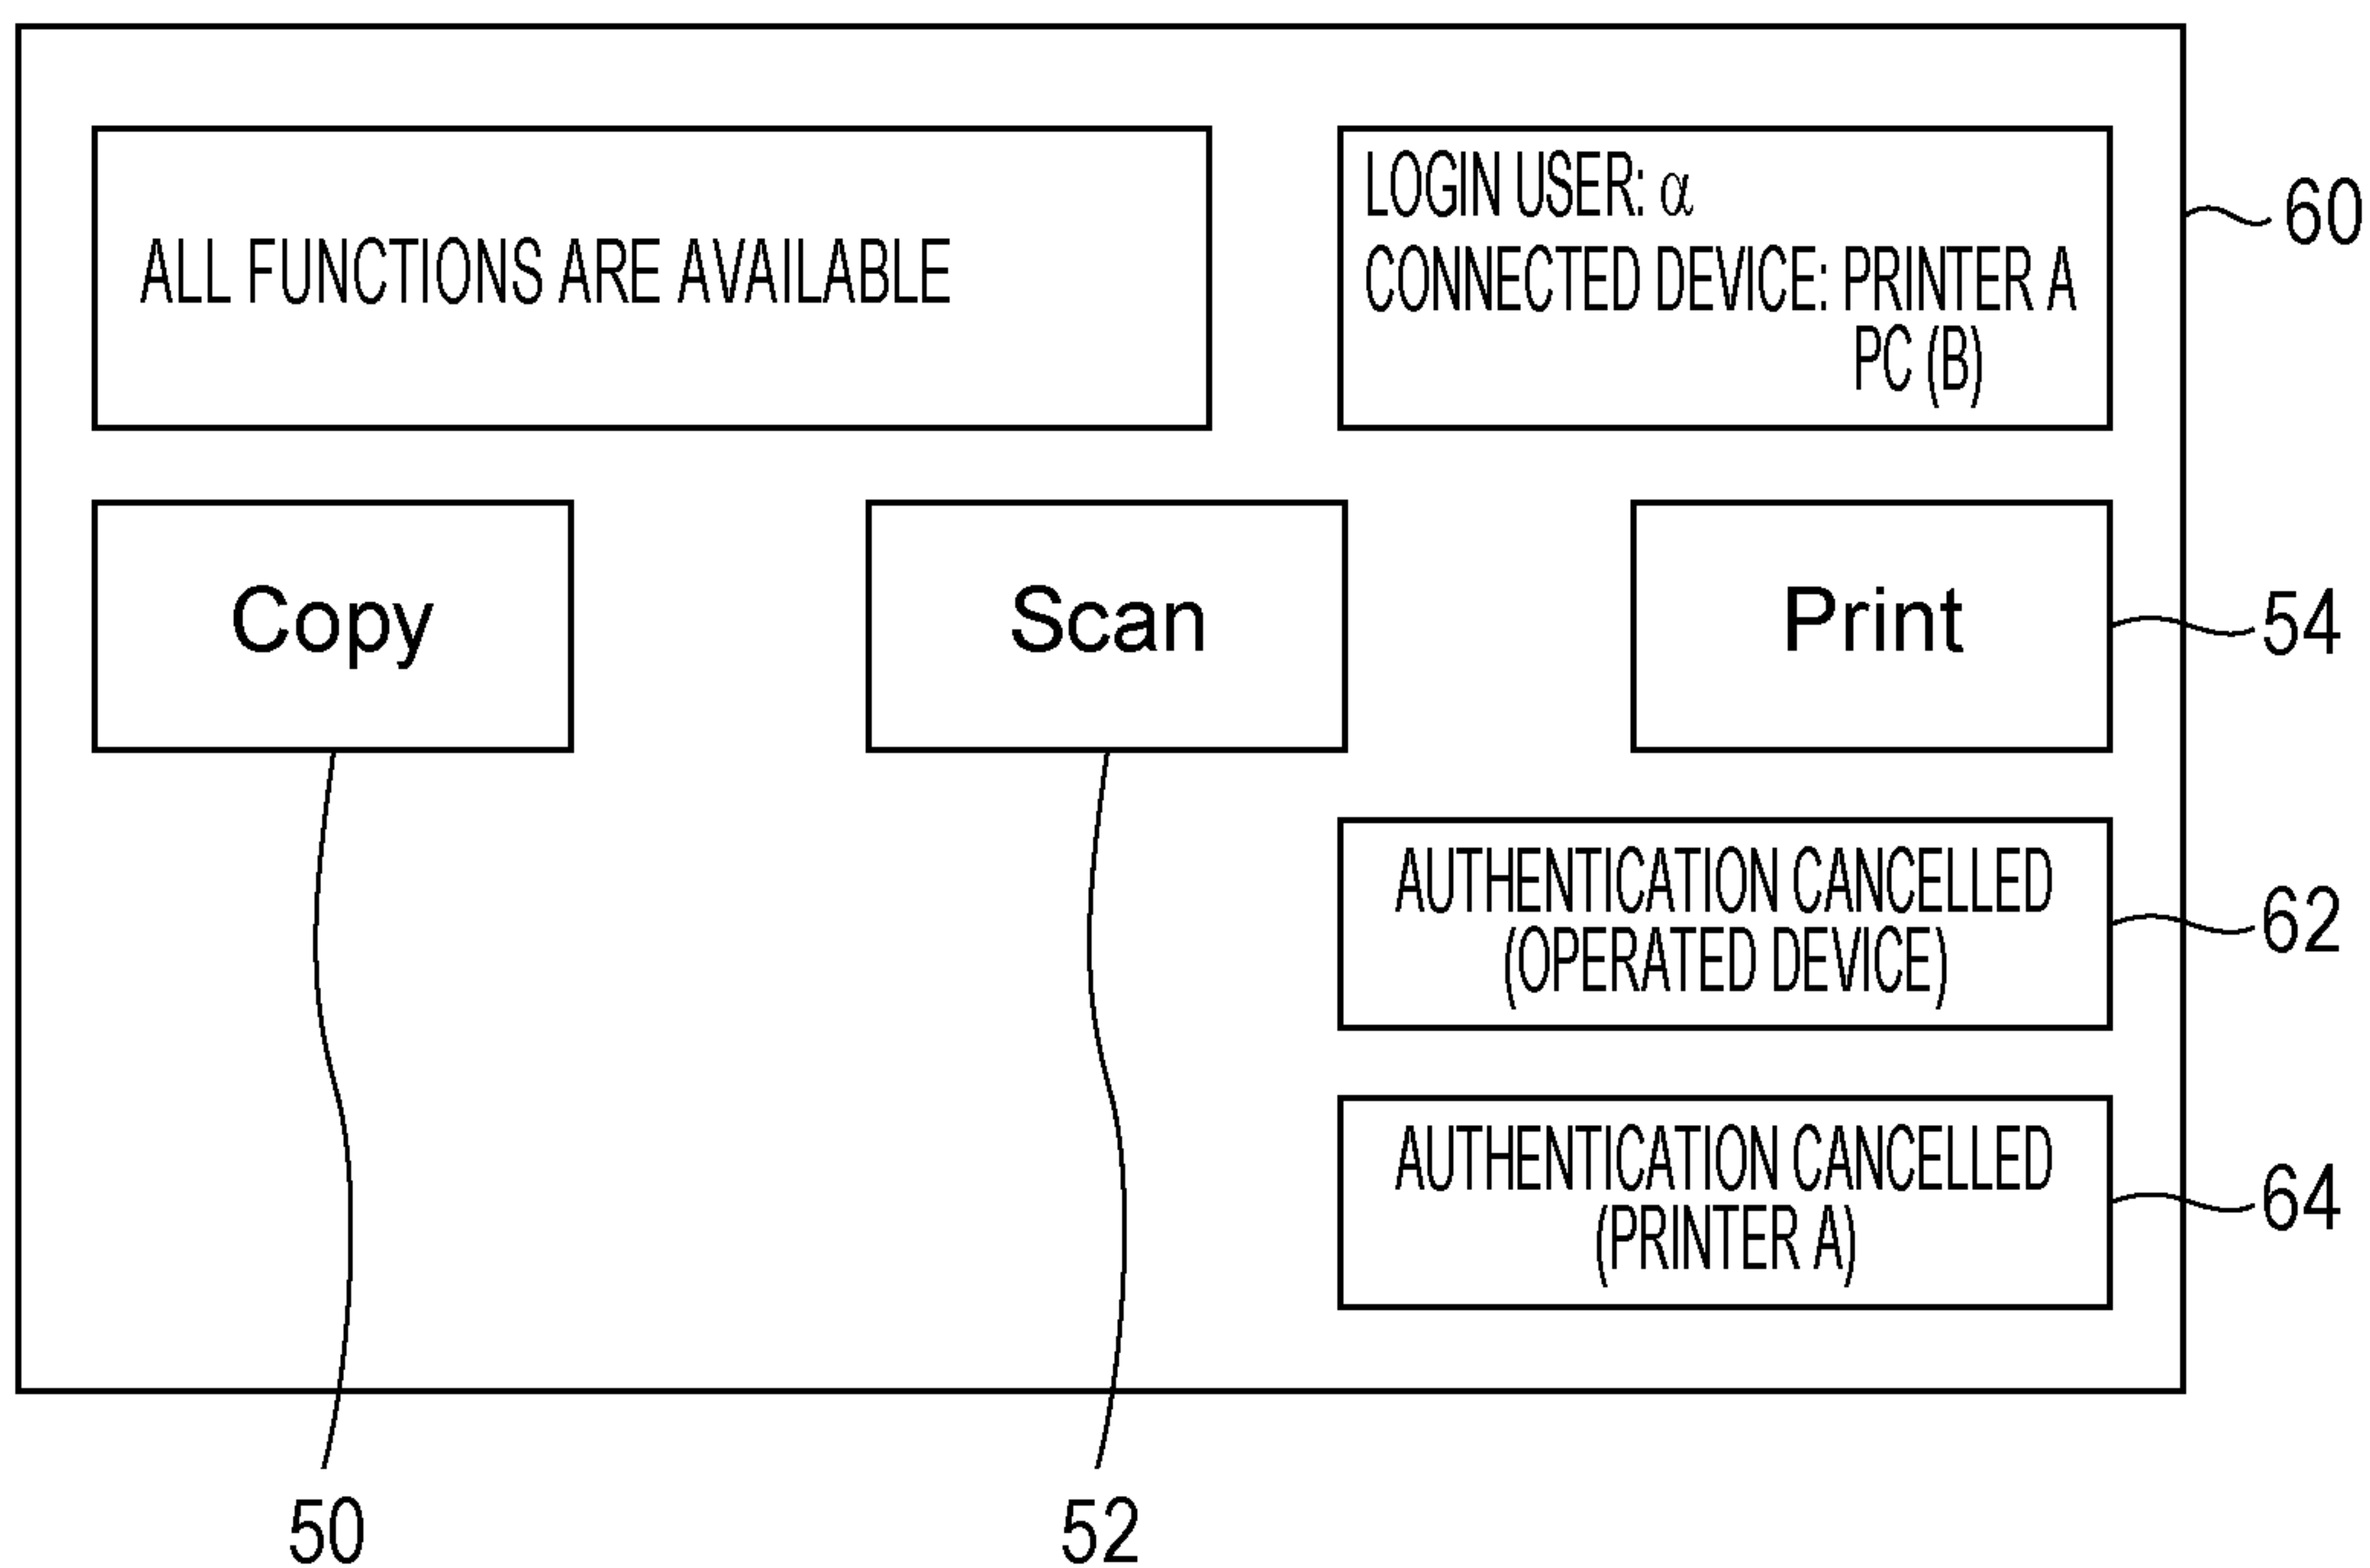 ALL FUNCTIONS ARE AVAILABLE
LOGIN USER: α
CONNECTED DEVICE: PRINTER A
PC (B)
60
Copy
Scan
Print
54
AUTHENTICATION CANCELLED
(OPERATED DEVICE)
62
AUTHENTICATION CANCELLED
(PRINTER A)
64
50
52